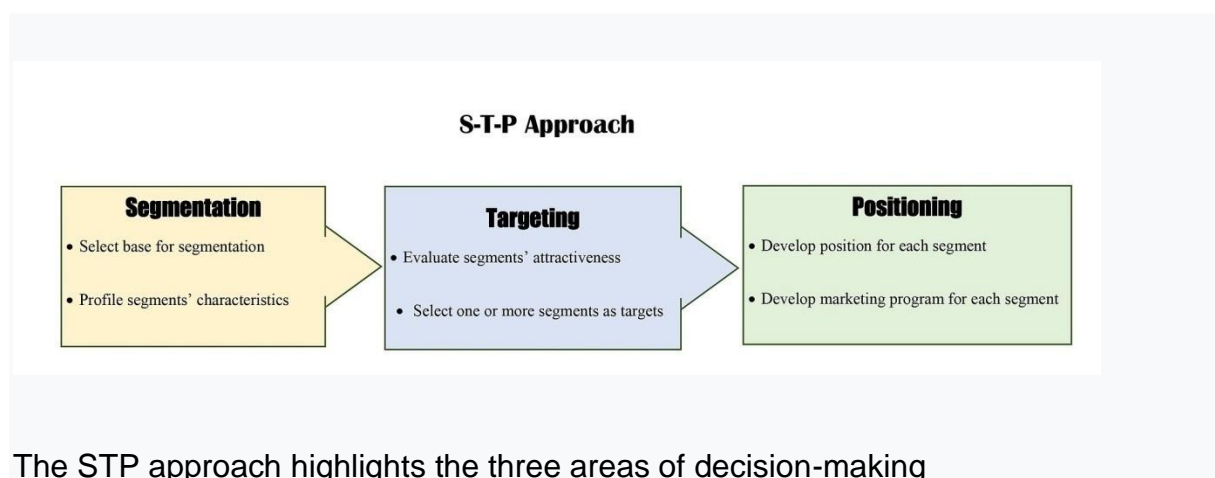 S-T-P Approach
Segmentation
• Select base for segmentation
• Profile segments’ characteristics
Targeting
• Evaluate segments’ attractiveness
• Select one or more segments as targets
Positioning
• Develop position for each segment
• Develop marketing program for each segment
The STP approach highlights the three areas of decision-making